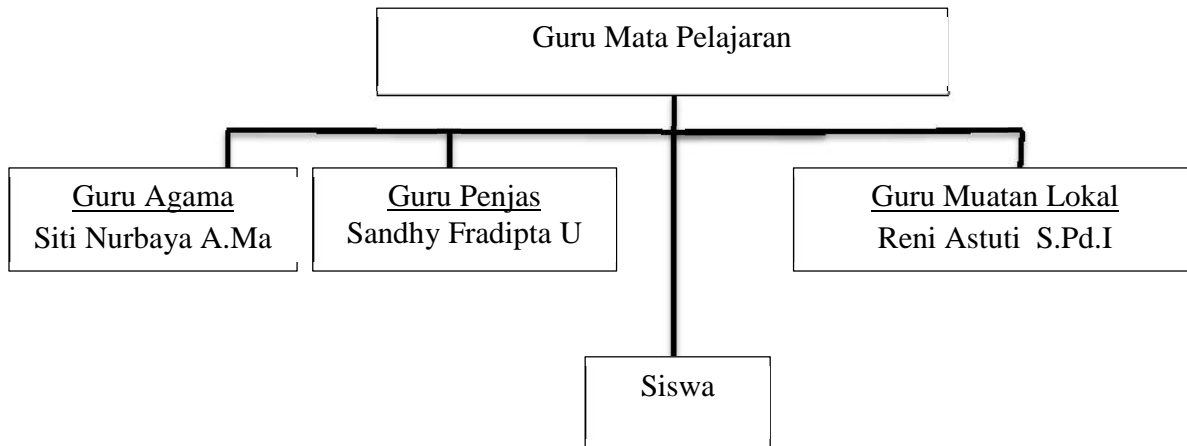 Guru Mata Pelajaran
Guru Agama
Siti Nurbaya A.Ma
Guru Penjas
Sandhy Fradipta U
Guru Muatan Lokal
Reni Astuti S.Pd.I
Siswa